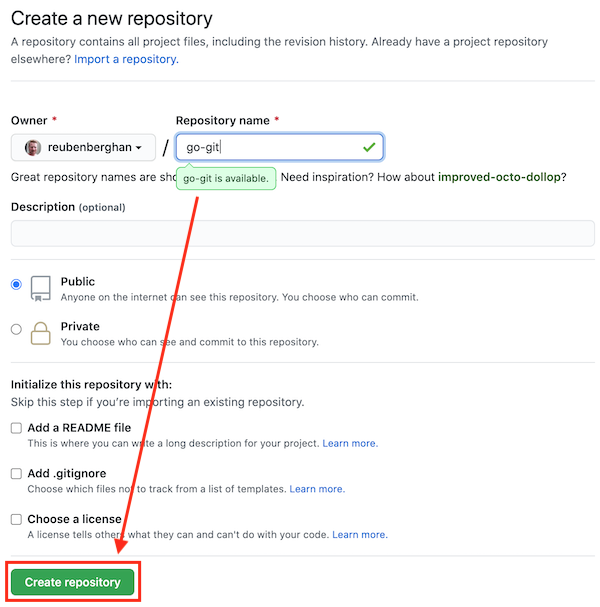 Create a new repository
A repository contains all project files, including the revision history. Already have a project repository
elsewhere? Import a repository.
Owner * Repository name *
reubenberghan / go-git
Great repository names are sho Need inspiration? How about improved-octo-dollop?
go-git is available.
Description (optional)
Public
Anyone on the internet can see this repository. You choose who can commit.
Private
You choose who can see and commit to this repository.
Initialize this repository with:
Skip this step if you're importing an existing repository.
Add a README file
This is where you can write a long description for your project. Learn more.
Add .gitignore
Choose which files not to track from a list of templates. Learn more.
Choose a license
A license tells others what they can and can't do with your code. Learn more.
Create repository